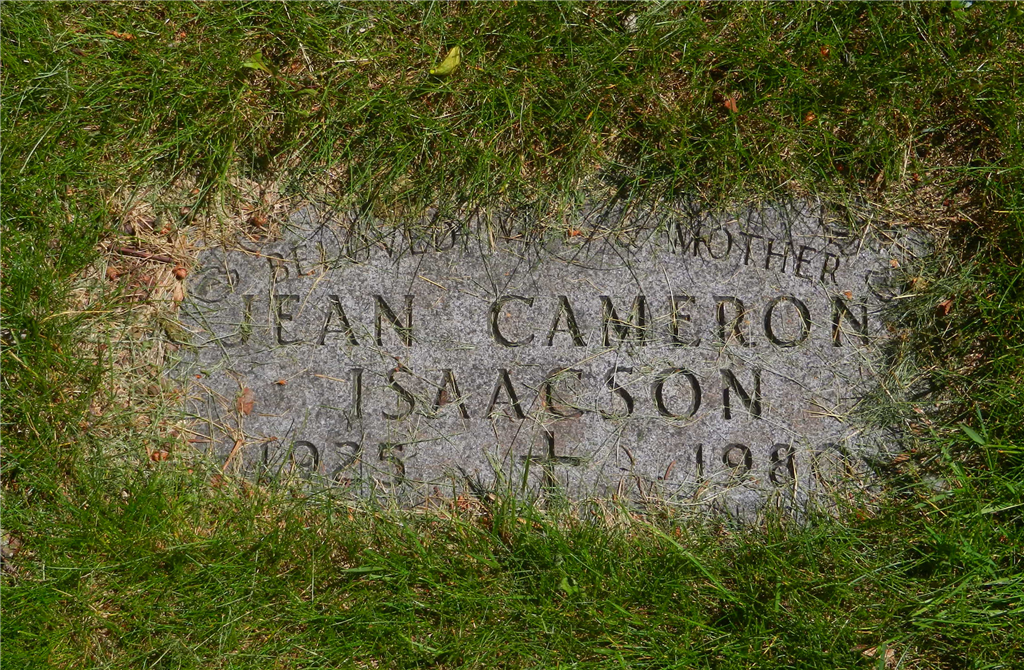 BELOVED MOTHER
JEAN CAMERON
ISAACSON
1925 1980